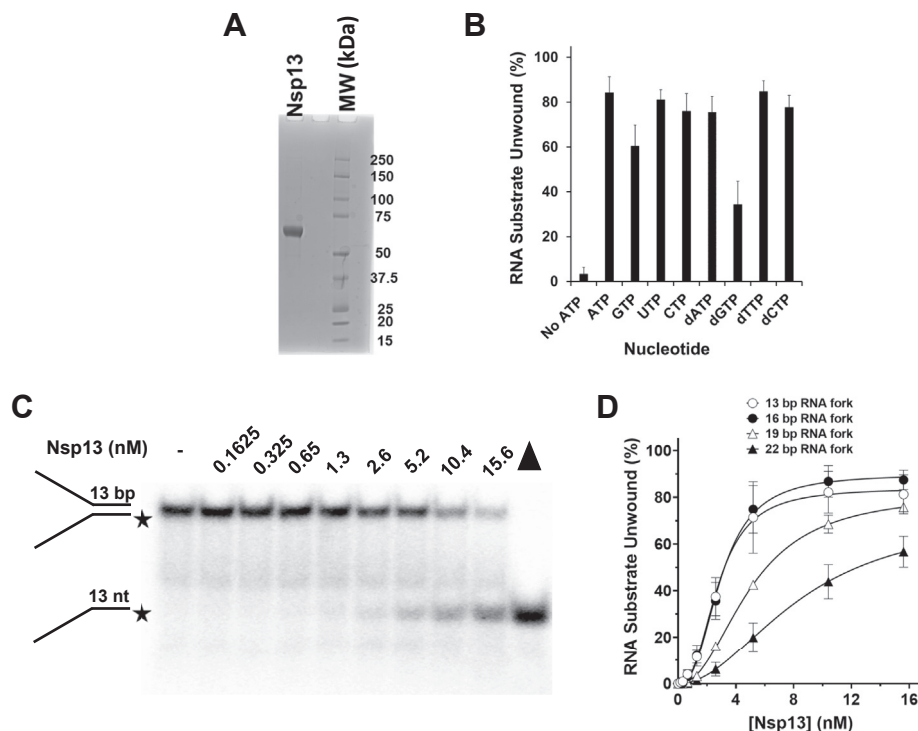 A
Nsp13
MW (kDa)
250
150
100
75
50
37.5
25
20
15
B
RNA Substrate Unwound (%)
100
80
60
40
20
0
No ATP
ATP
GTP
UTP
CTP
dATP
dGTP
dTTP
dCTP
Nucleotide
C
Nsp13 (nM)
- 0.1625 0.325 0.65 1.3 2.6 5.2 10.4 15.6
13 bp
13 nt
D
13 bp RNA fork
16 bp RNA fork
19 bp RNA fork
22 bp RNA fork
RNA Substrate Unwound (%)
100
80
60
40
20
0
0 4 8 12 16
[Nsp13] (nM)